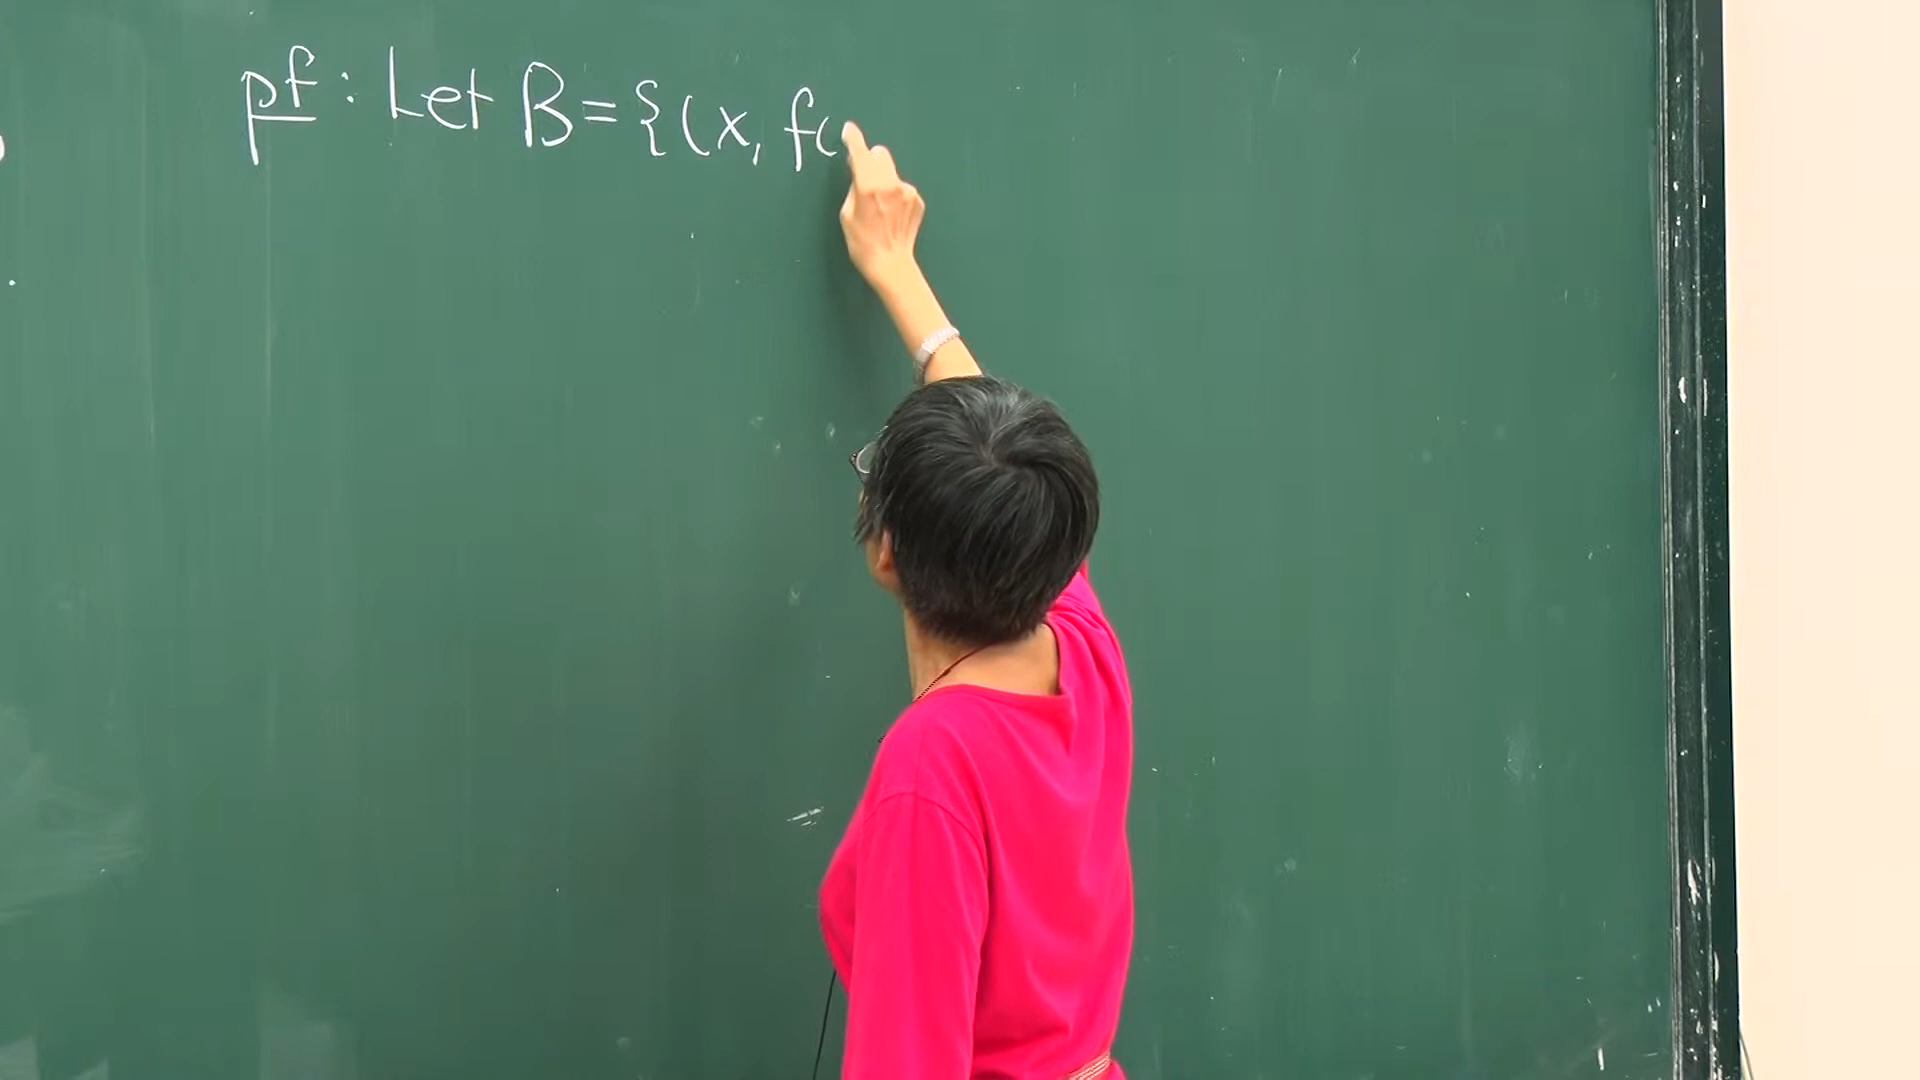 pf : Let B = {(x, f(